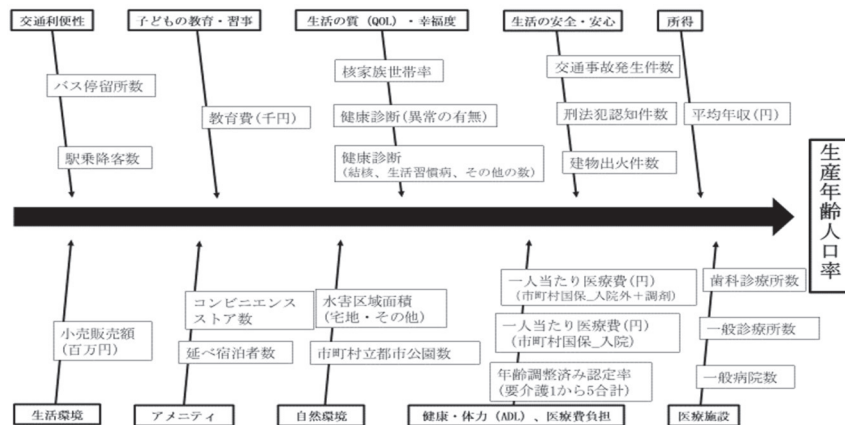 交通利便性
子どもの教育・習事
生活の質（QOL）・幸福度
生活の安全・安心
所得
バス停留所数
駅乗降客数
教育費(千円)
核家族世帯率
健康診断(異常の有無)
健康診断
(結核、生活習慣病、その他の数)
交通事故発生件数
刑法犯認知件数
建物出火件数
平均年収(円)
生産年齢人口率
小売販売額
(百万円)
コンビニエンス
ストア数
延べ宿泊者数
水害区域面積
(宅地・その他)
市町村立都市公園数
一人当たり医療費(円)
(市町村国保_入院外＋調剤)
一人当たり医療費(円)
(市町村国保_入院)
年齢調整済み認定率
(要介護1から5合計)
歯科診療所数
一般診療所数
一般病院数
生活環境
アメニティ
自然環境
健康・体力（ADL）、医療費負担
医療施設